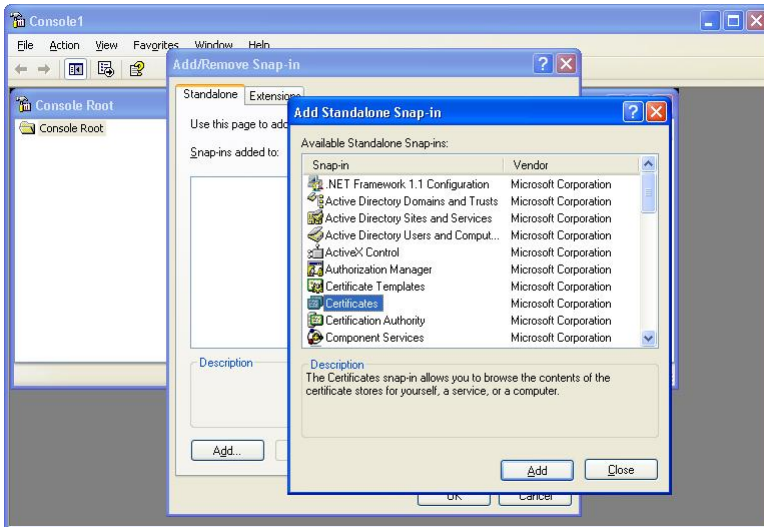 Console1
File Action View Favorites Window Help
Add/Remove Snap-in
Console Root
Console Root
Standalone Extensions
Use this page to add
Snap-ins added to:
Description
Add...
OK Cancel
Add Standalone Snap-in
Available Standalone Snap-ins:
Snap-in Vendor
.NET Framework 1.1 Configuration Microsoft Corporation
Active Directory Domains and Trusts Microsoft Corporation
Active Directory Sites and Services Microsoft Corporation
Active Directory Users and Comput... Microsoft Corporation
ActiveX Control Microsoft Corporation
Authorization Manager Microsoft Corporation
Certificate Templates Microsoft Corporation
Certificates Microsoft Corporation
Certification Authority Microsoft Corporation
Component Services Microsoft Corporation
Description
The Certificates snap-in allows you to browse the contents of the
certificate stores for yourself, a service, or a computer.
Add Close